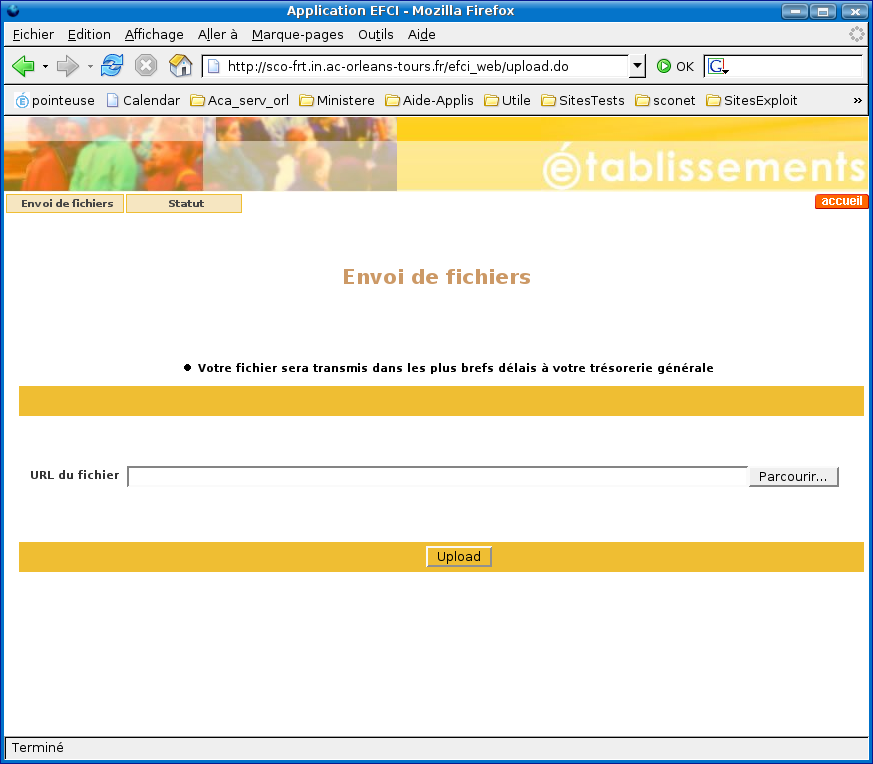 Application EFCI - Mozilla Firefox
Fichier Edition Affichage Aller à Marque-pages Outils Aide
http://sco-frt.in.ac-orleans-tours.fr/efci_web/upload.do OK G
É pointeuse Calendar Aca_serv_orl Ministere Aide-Applis Utile SitesTests sconet SitesExploit »
établissements
Envoi de fichiers Statut accueil
Envoi de fichiers
• Votre fichier sera transmis dans les plus brefs délais à votre trésorerie générale
URL du fichier Parcourir...
Upload
Terminé